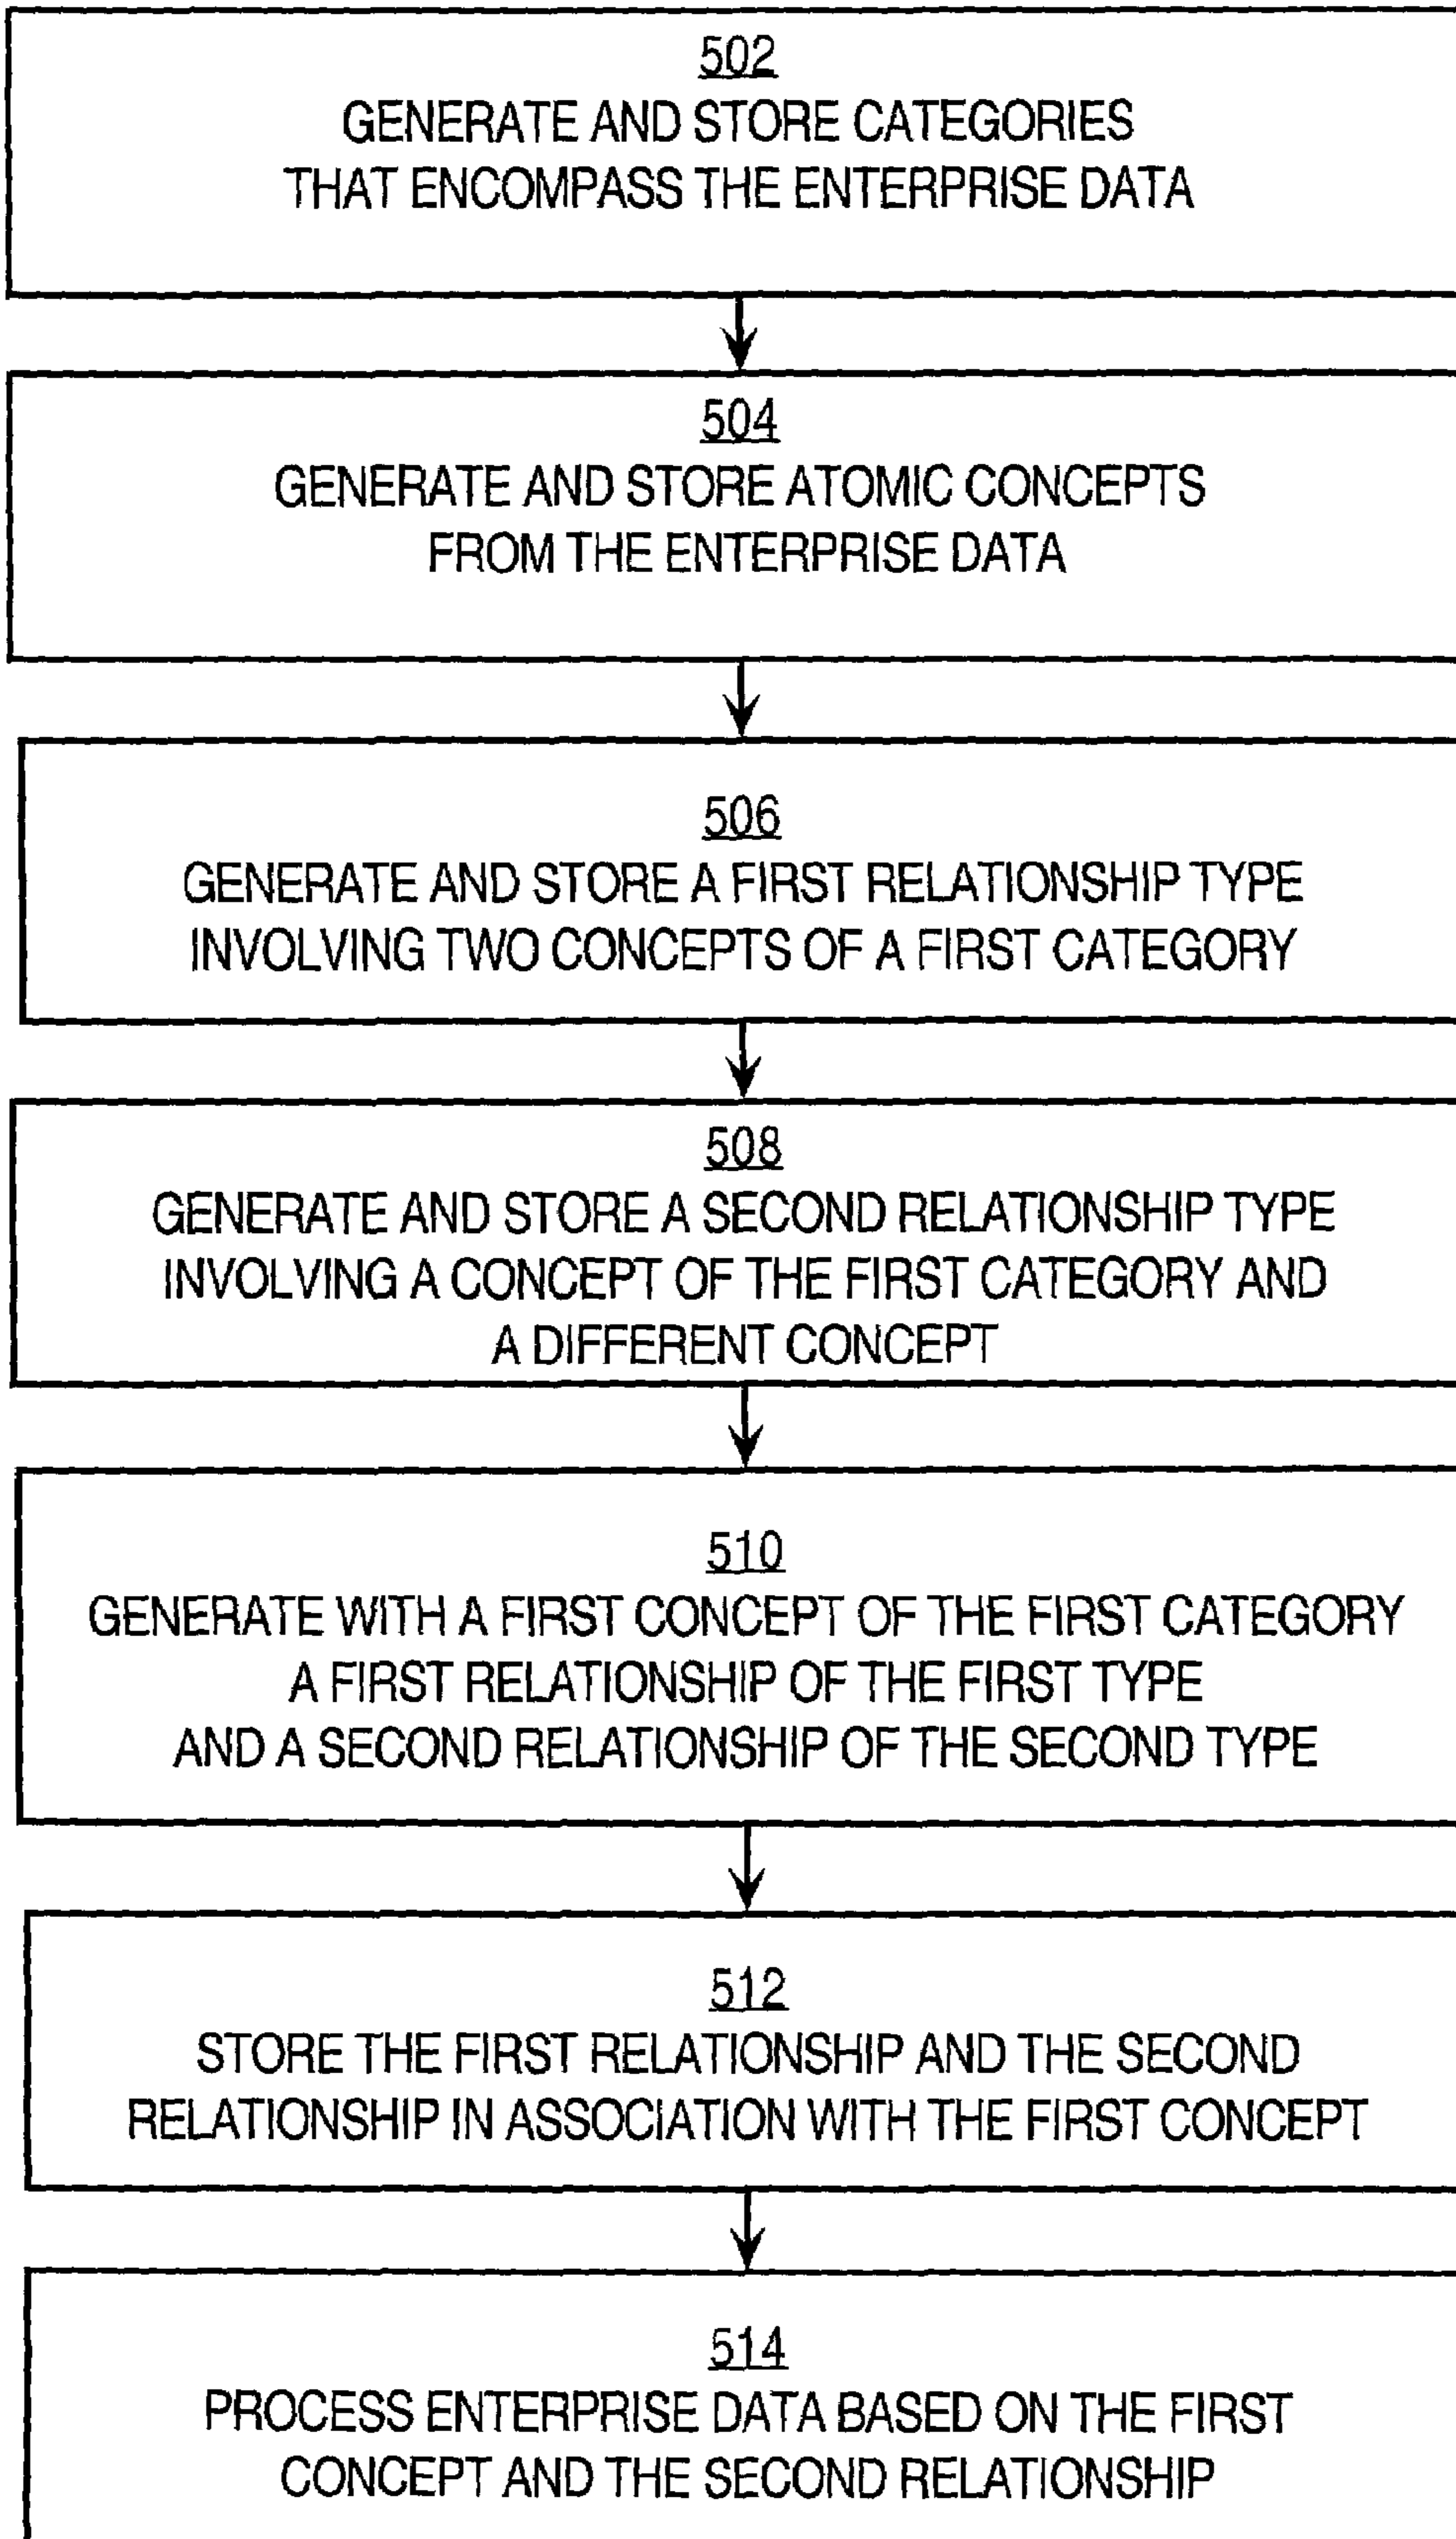 502
GENERATE AND STORE CATEGORIES
THAT ENCOMPASS THE ENTERPRISE DATA
504
GENERATE AND STORE ATOMIC CONCEPTS
FROM THE ENTERPRISE DATA
506
GENERATE AND STORE A FIRST RELATIONSHIP TYPE
INVOLVING TWO CONCEPTS OF A FIRST CATEGORY
508
GENERATE AND STORE A SECOND RELATIONSHIP TYPE
INVOLVING A CONCEPT OF THE FIRST CATEGORY AND
A DIFFERENT CONCEPT
510
GENERATE WITH A FIRST CONCEPT OF THE FIRST CATEGORY
A FIRST RELATIONSHIP OF THE FIRST TYPE
AND A SECOND RELATIONSHIP OF THE SECOND TYPE
512
STORE THE FIRST RELATIONSHIP AND THE SECOND
RELATIONSHIP IN ASSOCIATION WITH THE FIRST CONCEPT
514
PROCESS ENTERPRISE DATA BASED ON THE FIRST
CONCEPT AND THE SECOND RELATIONSHIP